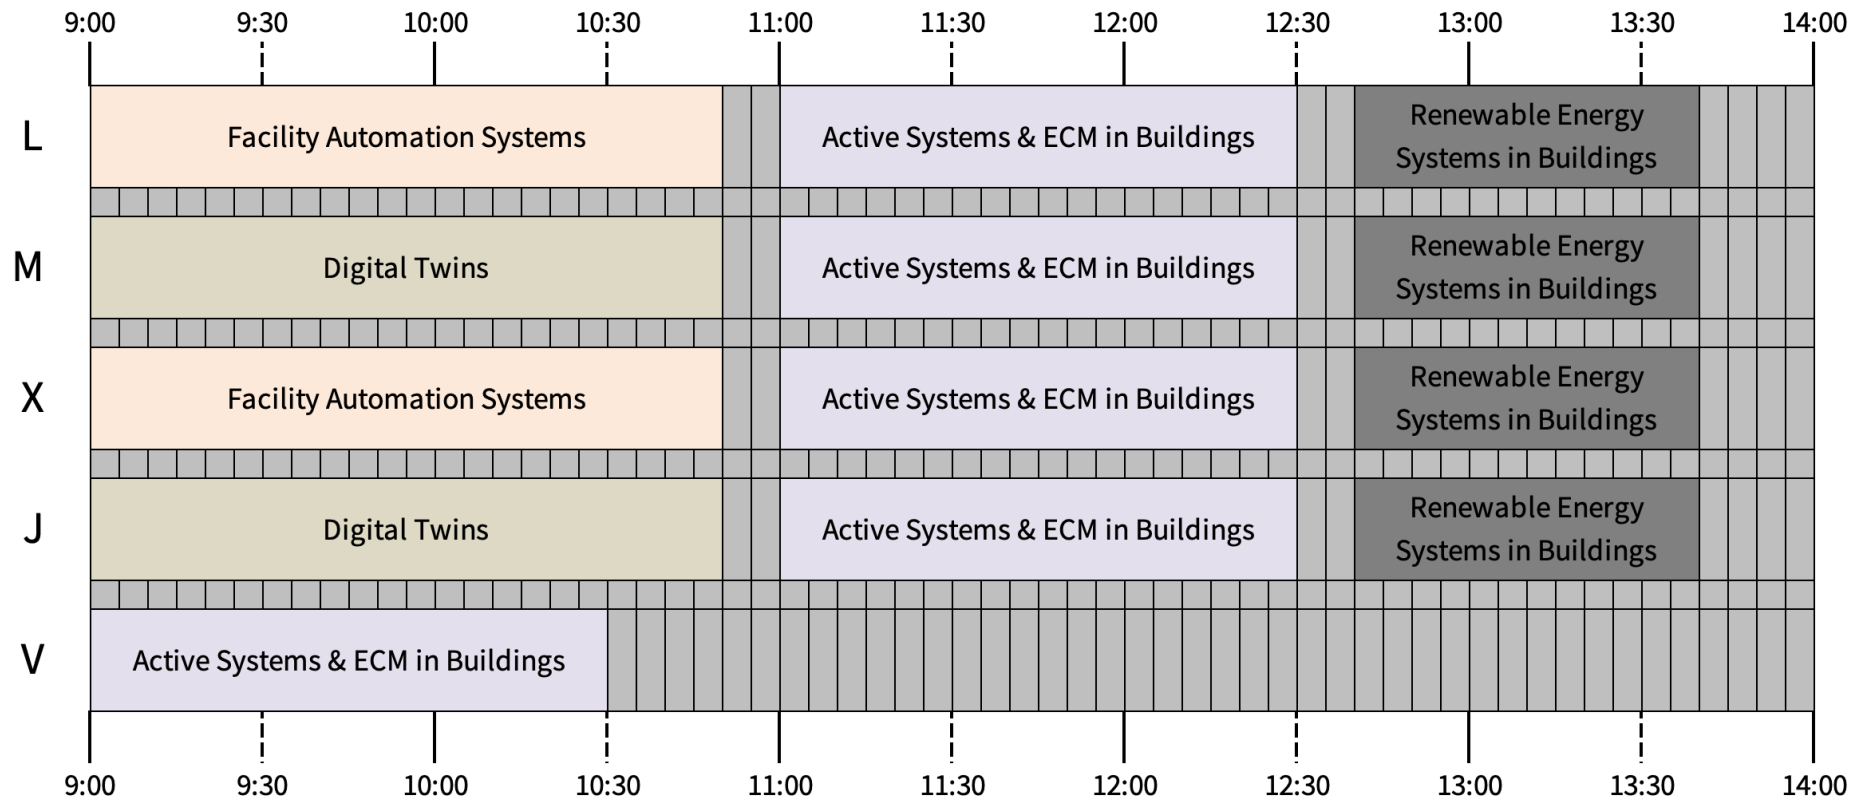 9:00 9:30 10:00 10:30 11:00 11:30 12:00 12:30 13:00 13:30 14:00
L
Facility Automation Systems
Active Systems & ECM in Buildings
Renewable Energy
Systems in Buildings
M
Digital Twins
Active Systems & ECM in Buildings
Renewable Energy
Systems in Buildings
X
Facility Automation Systems
Active Systems & ECM in Buildings
Renewable Energy
Systems in Buildings
J
Digital Twins
Active Systems & ECM in Buildings
Renewable Energy
Systems in Buildings
V
Active Systems & ECM in Buildings
9:00 9:30 10:00 10:30 11:00 11:30 12:00 12:30 13:00 13:30 14:00